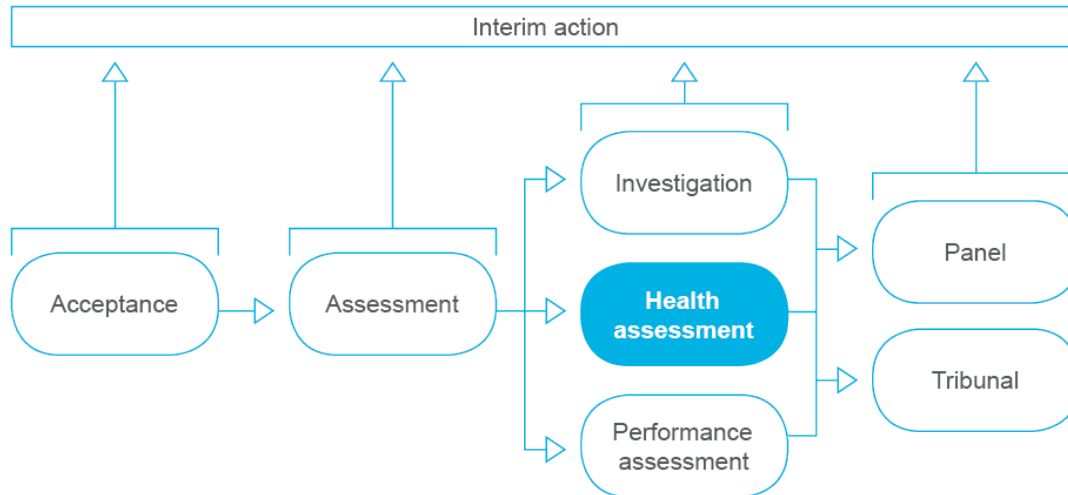 Interim action
Acceptance
Assessment
Investigation
Health
assessment
Performance
assessment
Panel
Tribunal